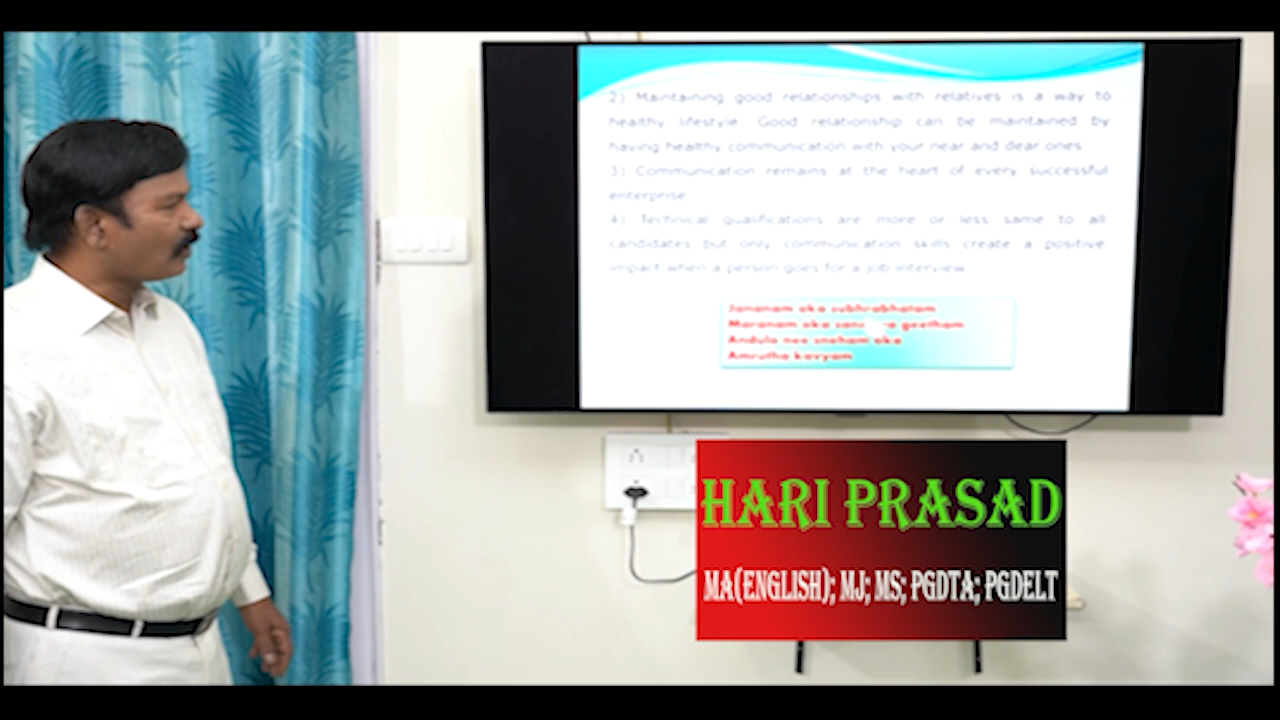 2) Maintaining good relationships with relatives is a way to
healthy lifestyle. Good relationship can be maintained by
having healthy communication with your near and dear ones.
3) Communication remains at the heart of every successful
enterprise.
4) Technical qualifications are more or less same to all
candidates but only communication skills create a positive
impact when a person goes for a job interview.
Jananam oka subhrabhatam
Maranam oka geetham
Andulo nee sneham oka
Amrutha kavyam
HARI PRASAD
MA(ENGLISH); MJ; MS; PGDTA; PGDELT